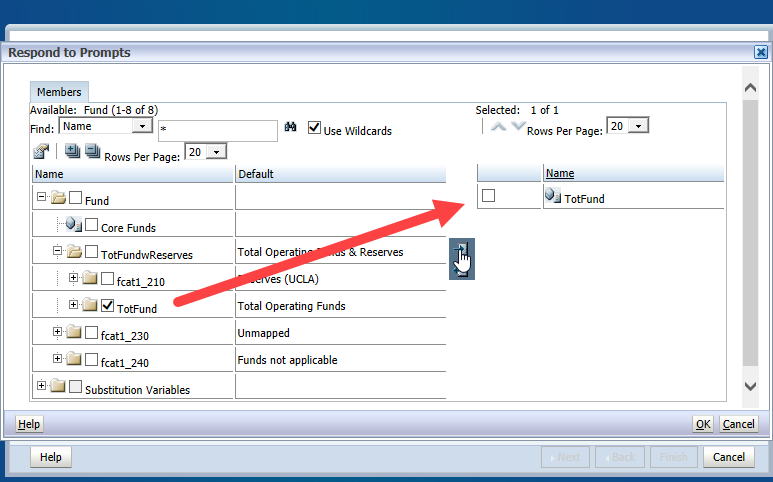 Respond to Prompts
Members
Available: Fund (1-8 of 8)
Selected: 1 of 1
Find: Name * Use Wildcards
Rows Per Page: 20
Rows Per Page: 20
Name Default
Name
Fund
TotFund
Core Funds
TotFundwReserves Total Operating Funds & Reserves
fcat1_210 Reserves (UCLA)
TotFund Total Operating Funds
fcat1_230 Unmapped
fcat1_240 Funds not applicable
Substitution Variables
Help OK Cancel
Help Next Back Finish Cancel